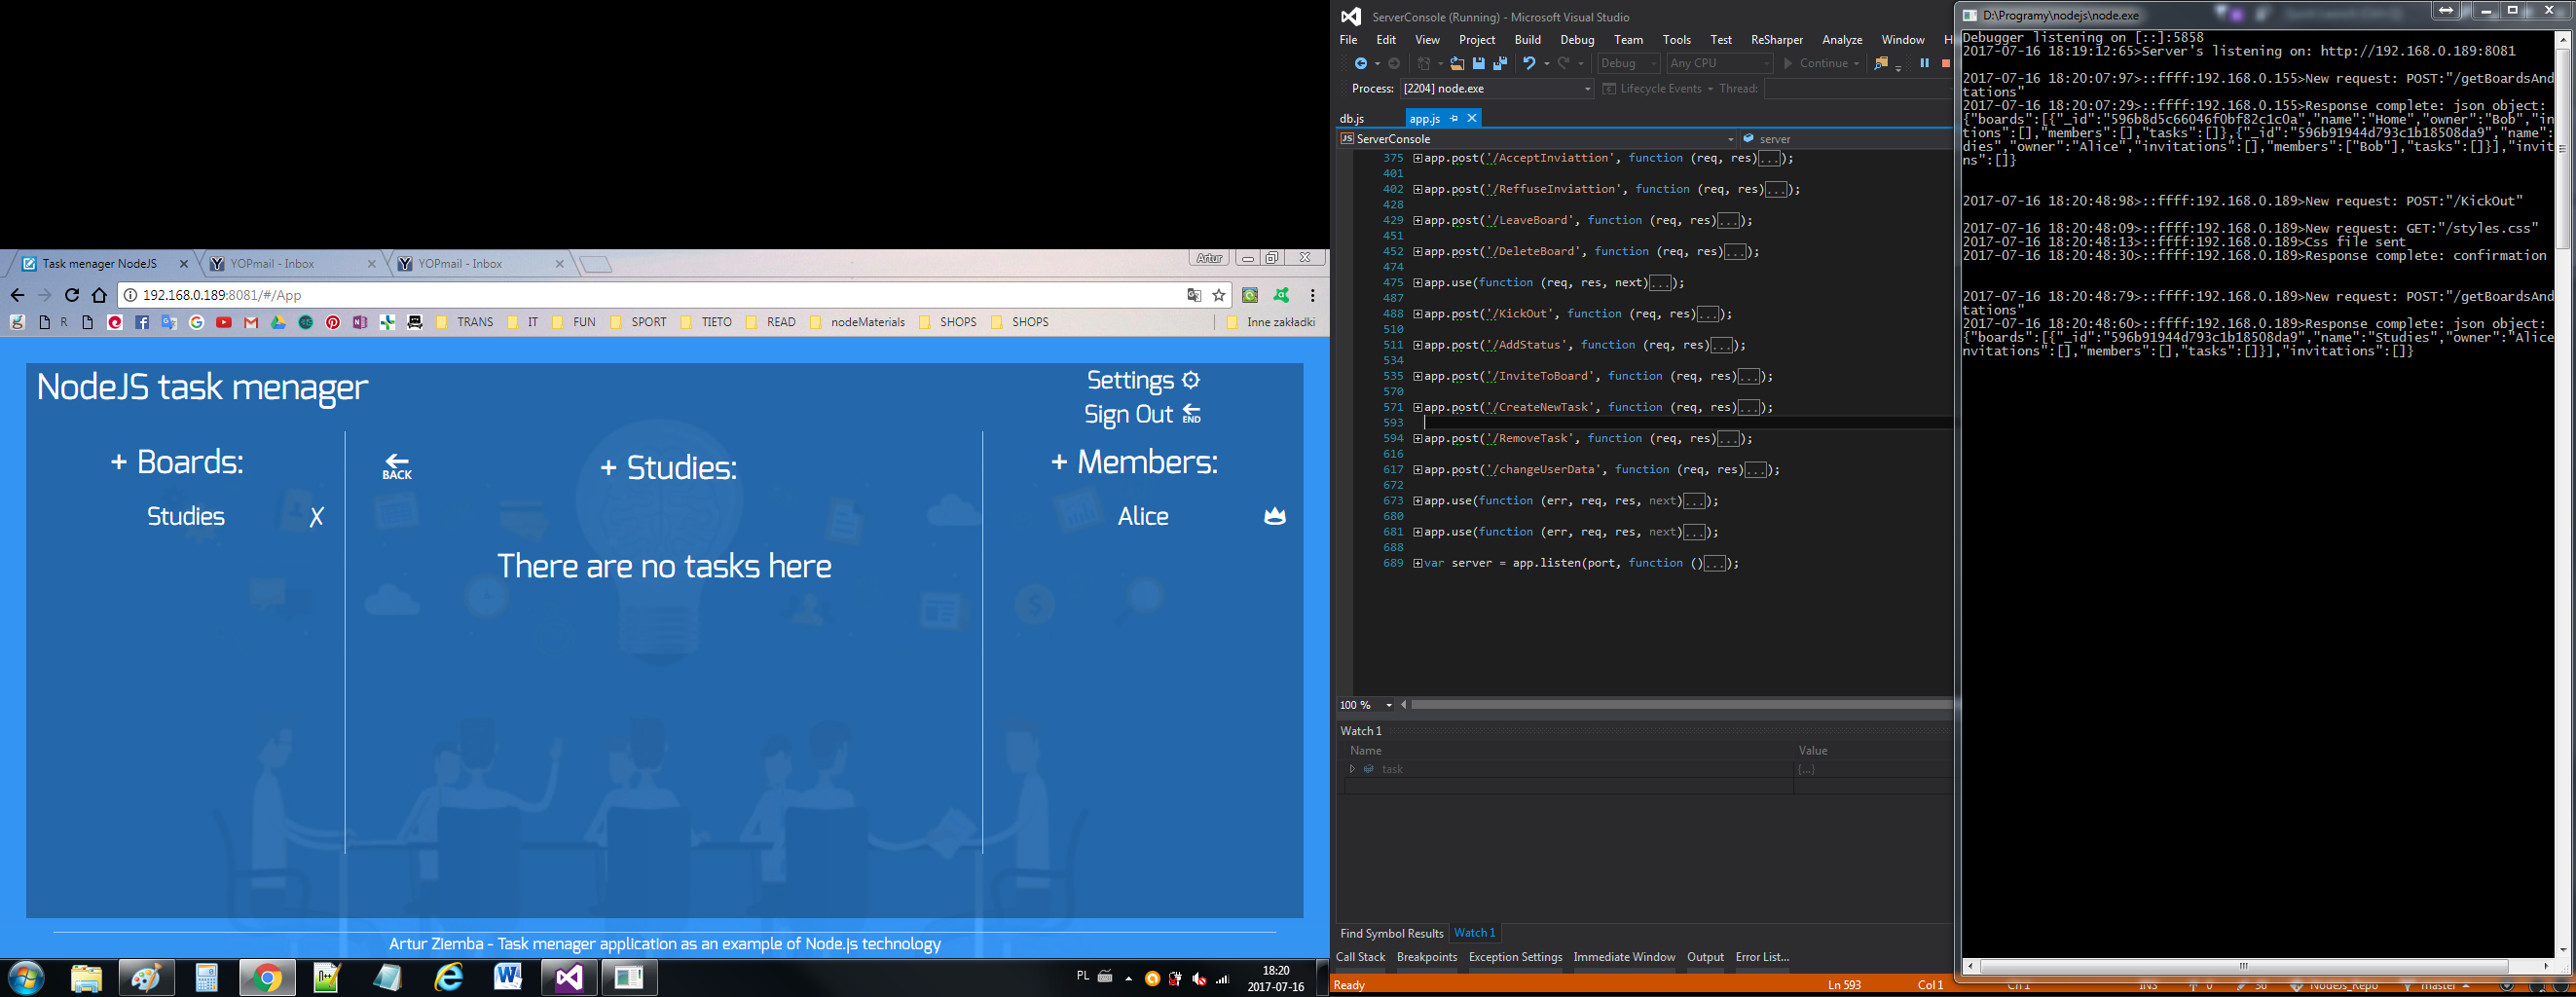 Task menager NodeJS
YOPmail - Inbox
YOPmail - Inbox
Artur
192.168.0.189:8081/#/App
R
TRANS
IT
FUN
SPORT
TIETO
READ
nodeMaterials
SHOPS
SHOPS
Inne zakładki
NodeJS task menager
Settings
Sign Out
END
+ Boards:
BACK
+ Studies:
+ Members:
Studies X
Alice
There are no tasks here
Artur Ziemba - Task menager application as an example of Node.js technology
PL
18:20
2017-07-16
ServerConsole (Running) - Microsoft Visual Studio
File Edit View Project Build Debug Team Tools Test ReSharper Analyze Window
Debug Any CPU Continue
Process: [2204] node.exe Lifecycle Events Thread:
db.js app.js
ServerConsole server
375 app.post('/AcceptInviattion', function (req, res)...);
401
402 app.post('/ReffuseInviattion', function (req, res)...);
428
429 app.post('/LeaveBoard', function (req, res)...);
451
452 app.post('/DeleteBoard', function (req, res)...);
474
475 app.use(function (req, res, next)...);
487
488 app.post('/KickOut', function (req, res)...);
510
511 app.post('/AddStatus', function (req, res)...);
534
535 app.post('/InviteToBoard', function (req, res)...);
570
571 app.post('/CreateNewTask', function (req, res)...);
593
594 app.post('/RemoveTask', function (req, res)...);
616
617 app.post('/changeUserData', function (req, res)...);
672
673 app.use(function (err, req, res, next)...);
680
681 app.use(function (err, req, res, next)...);
688
689 var server = app.listen(port, function ()...);
100 %
Watch 1
Name Value
task {...}
Find Symbol Results Watch 1
Call Stack Breakpoints Exception Settings Immediate Window Output Error List...
Ready Ln 593 Col 1 Ch 1 INS 0 36 NodeJs_Repo master
D:\Programy\nodejs\node.exe
Debugger listening on [::]:5858
2017-07-16 18:19:12:65>Server's listening on: http://192.168.0.189:8081
2017-07-16 18:20:07:97>::ffff:192.168.0.155>New request: POST:"/getBoardsAnd
tations"
2017-07-16 18:20:07:29>::ffff:192.168.0.155>Response complete: json object:
{"boards":[{"_id":"596b8d5c66046f0bf82c1c0a","name":"Home","owner":"Bob","in
tions":[],"members":[],"tasks":[]},{"_id":"596b91944d793c1b18508da9","name":
dies","owner":"Alice","invitations":[],"members":["Bob"],"tasks":[]}],"invit
ns":[]}
2017-07-16 18:20:48:98>::ffff:192.168.0.189>New request: POST:"/KickOut"
2017-07-16 18:20:48:09>::ffff:192.168.0.189>New request: GET:"/styles.css"
2017-07-16 18:20:48:13>::ffff:192.168.0.189>Css file sent
2017-07-16 18:20:48:30>::ffff:192.168.0.189>Response complete: confirmation
2017-07-16 18:20:48:79>::ffff:192.168.0.189>New request: POST:"/getBoardsAnd
tations"
2017-07-16 18:20:48:60>::ffff:192.168.0.189>Response complete: json object:
{"boards":[{"_id":"596b91944d793c1b18508da9","name":"Studies","owner":"Alice
nvitations":[],"members":[],"tasks":[]}],"invitations":[]}